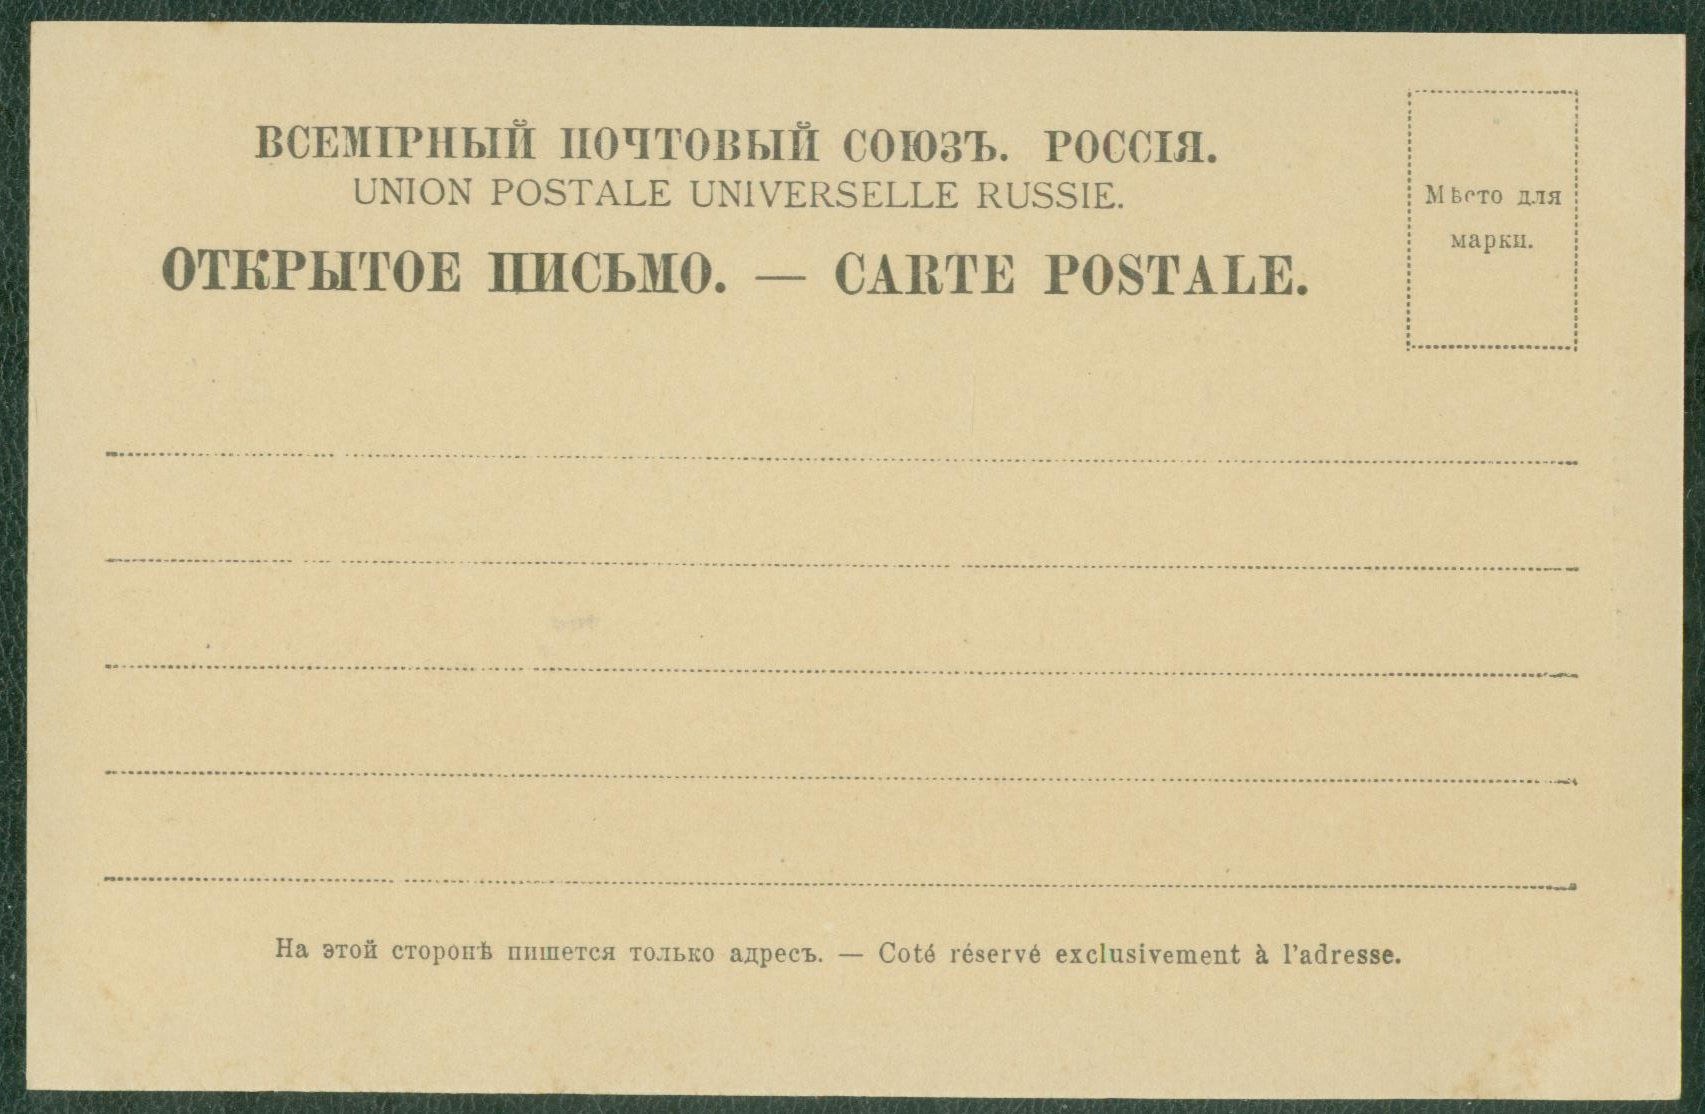 ВСЕМІРНЫЙ ПОЧТОВЫЙ СОЮЗЪ. РОССІЯ.
UNION POSTALE UNIVERSELLE RUSSIE.
ОТКРЫТОЕ ПИСЬМО. — CARTE POSTALE.
Мѣсто для
марки.
На этой сторонѣ пишется только адресъ. — Coté réservé exclusivement à l'adresse.